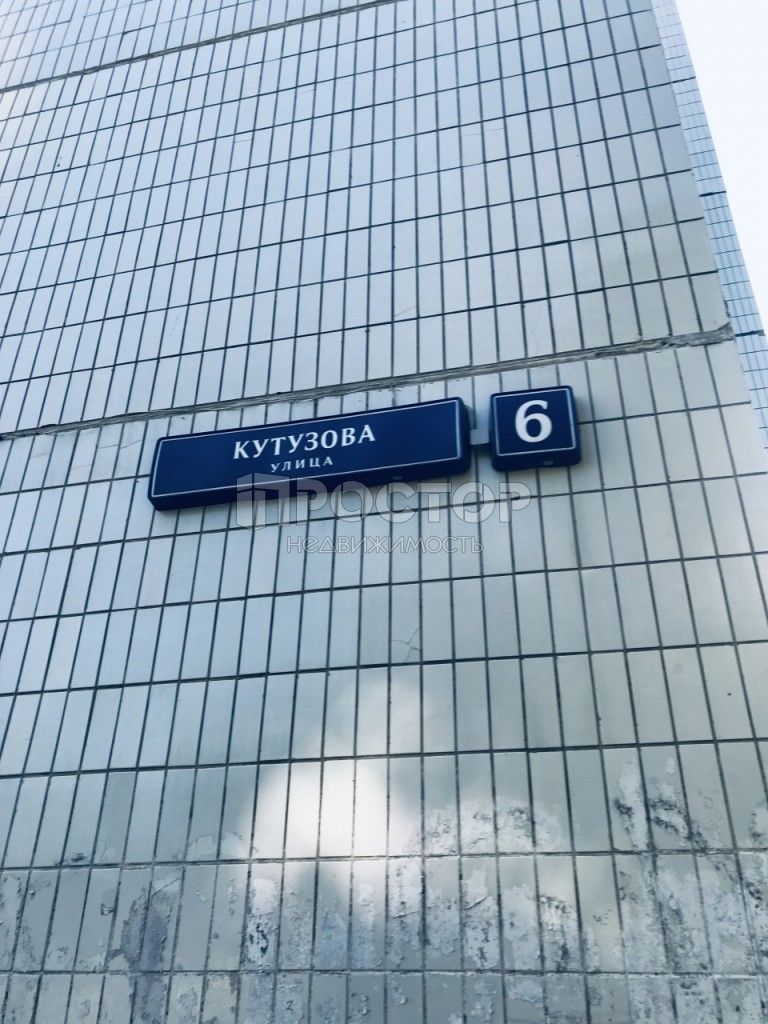 КУТУЗОВА
УЛИЦА
6
ПРОСТОР
недвижимость